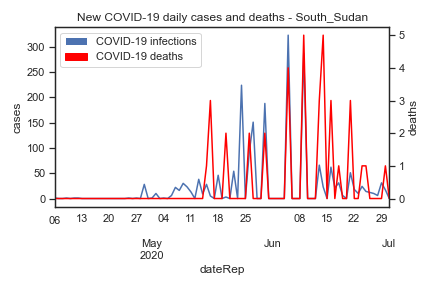 New COVID-19 daily cases and deaths - South_Sudan
COVID-19 infections
COVID-19 deaths
cases
300
250
200
150
100
50
0
deaths
5
4
3
2
1
0
06 13 20 27 04 11 18 25 08 15 22 29
May Jun Jul
2020
dateRep